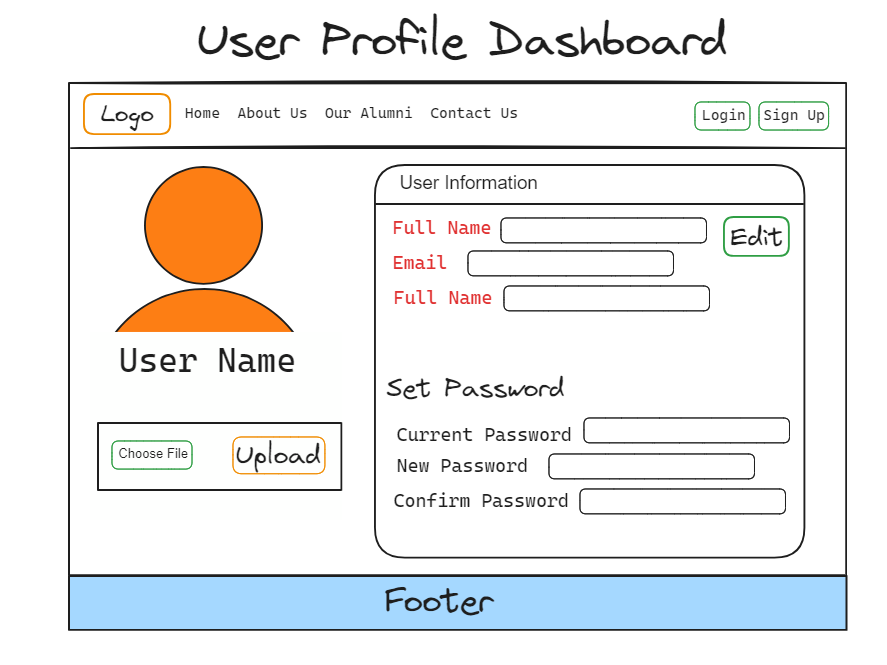 User Profile Dashboard
Logo Home About Us Our Alumni Contact Us Login Sign Up
User Information
Full Name
Edit
Email
Full Name
User Name
Set Password
Choose File Upload
Current Password
New Password
Confirm Password
Footer